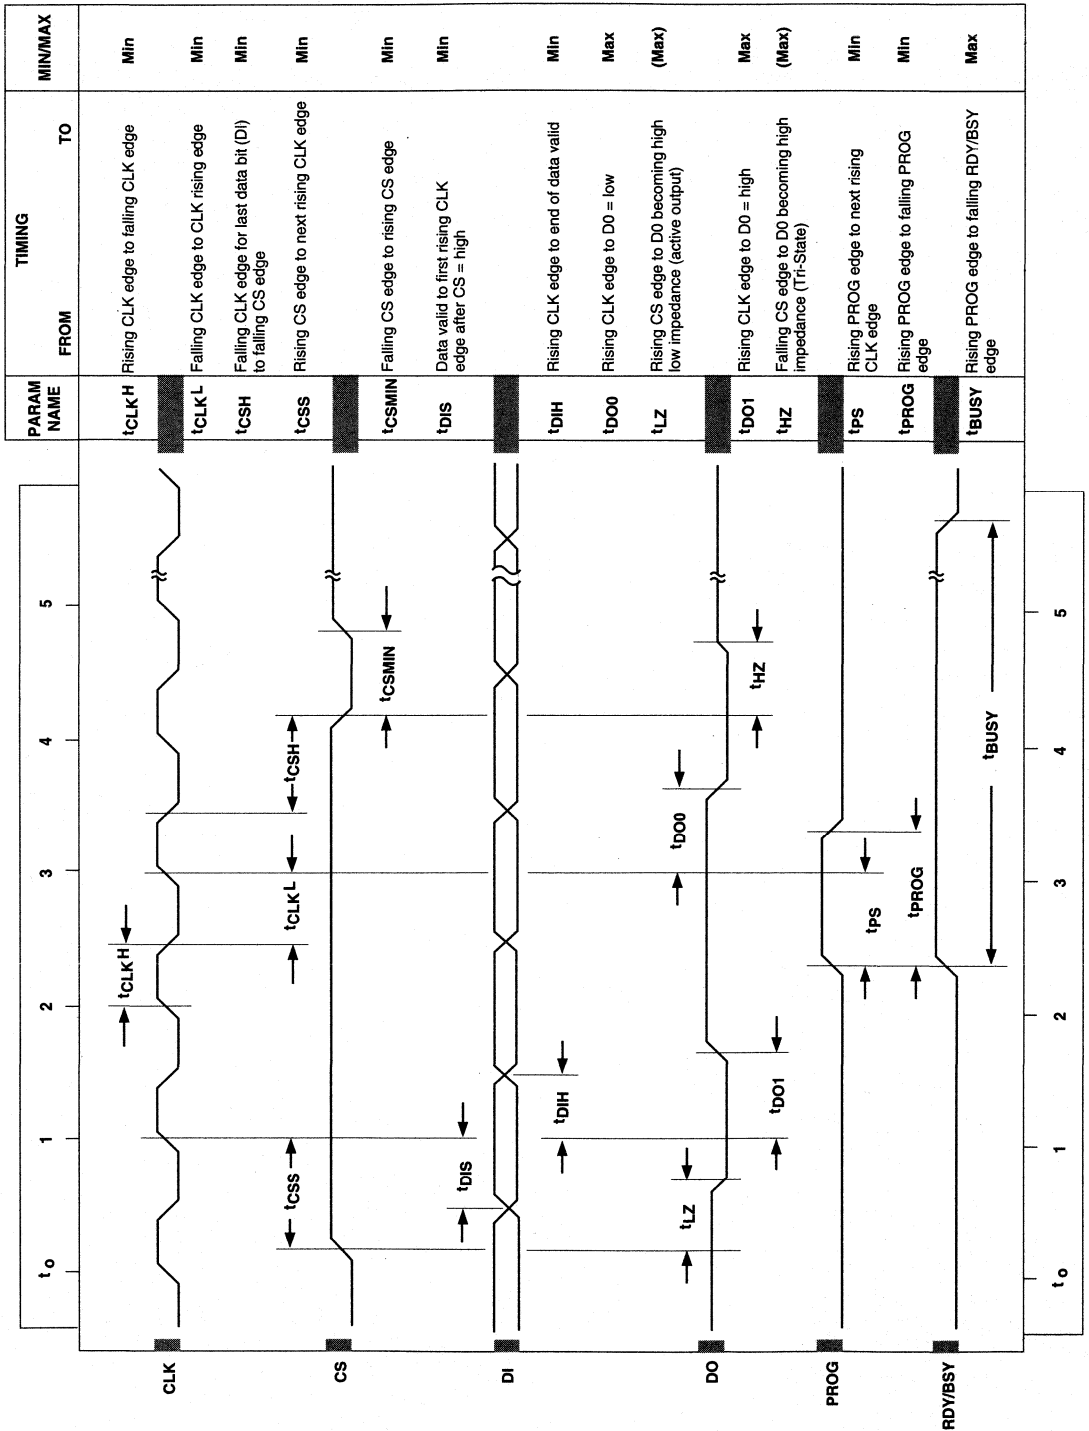 to 1 2 3 4 5
PARAM NAME
TIMING
FROM TO
MIN/MAX
CLK
tCLKH Rising CLK edge to falling CLK edge Min
tCLKL Falling CLK edge to CLK rising edge Min
tCSH Falling CLK edge for last data bit (DI) Min
to falling CS edge
tCSS Rising CS edge to next rising CLK edge Min
CS
tCSMIN Falling CS edge to rising CS edge Min
tDIS Data valid to first rising CLK Min
edge after CS = high
DI
tDIH Rising CLK edge to end of data valid Min
tDO0 Rising CLK edge to D0 = low Max
tLZ Rising CS edge to D0 becoming high (Max)
low impedance (active output)
DO
tDO1 Rising CLK edge to D0 = high Max
tHZ Falling CS edge to D0 becoming high (Max)
impedance (Tri-State)
PROG
tPS Rising PROG edge to next rising Min
CLK edge
tPROG Rising PROG edge to falling PROG Min
edge
RDY/BSY
tBUSY Rising PROG edge to falling RDY/BSY Max
edge
tCLKH
tCSS
tCLKL
tCSH
tCSMIN
tDIS
tDIH
tLZ
tDO0
tHZ
tDO1
tPS
tPROG
tBUSY
to 1 2 3 4 5